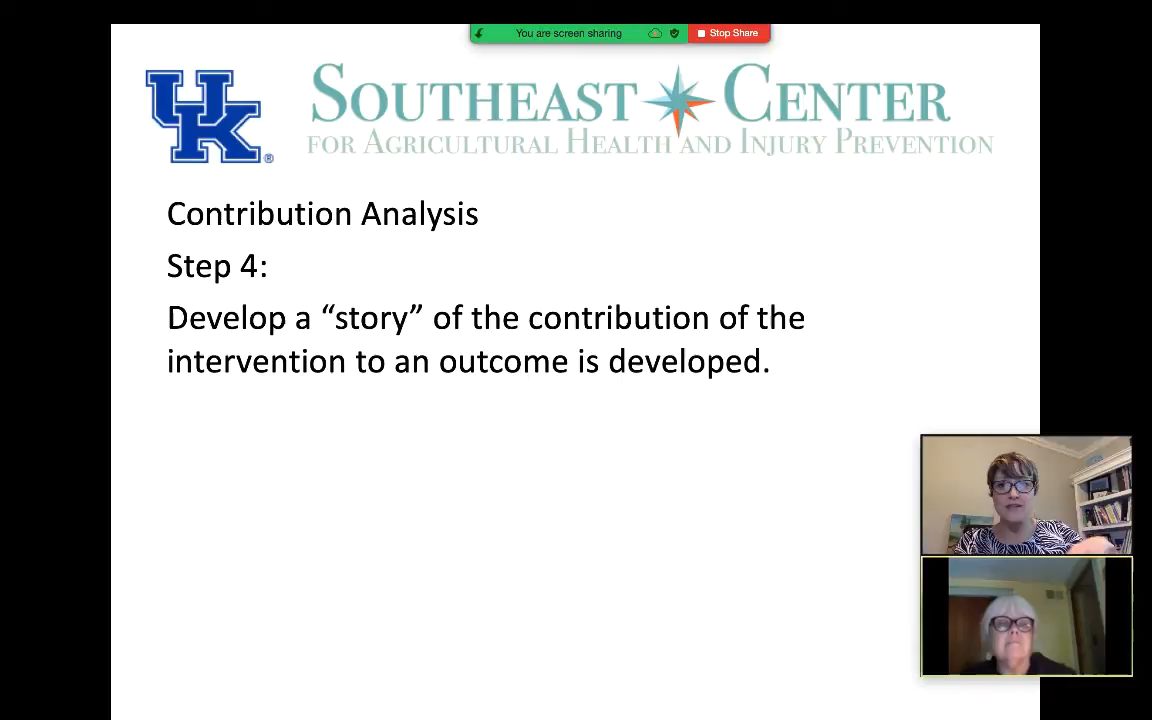 You are screen sharing
Stop Share
UK
®
SOUTHEAST CENTER
FOR AGRICULTURAL HEALTH AND INJURY PREVENTION
Contribution Analysis
Step 4:
Develop a “story” of the contribution of the
intervention to an outcome is developed.